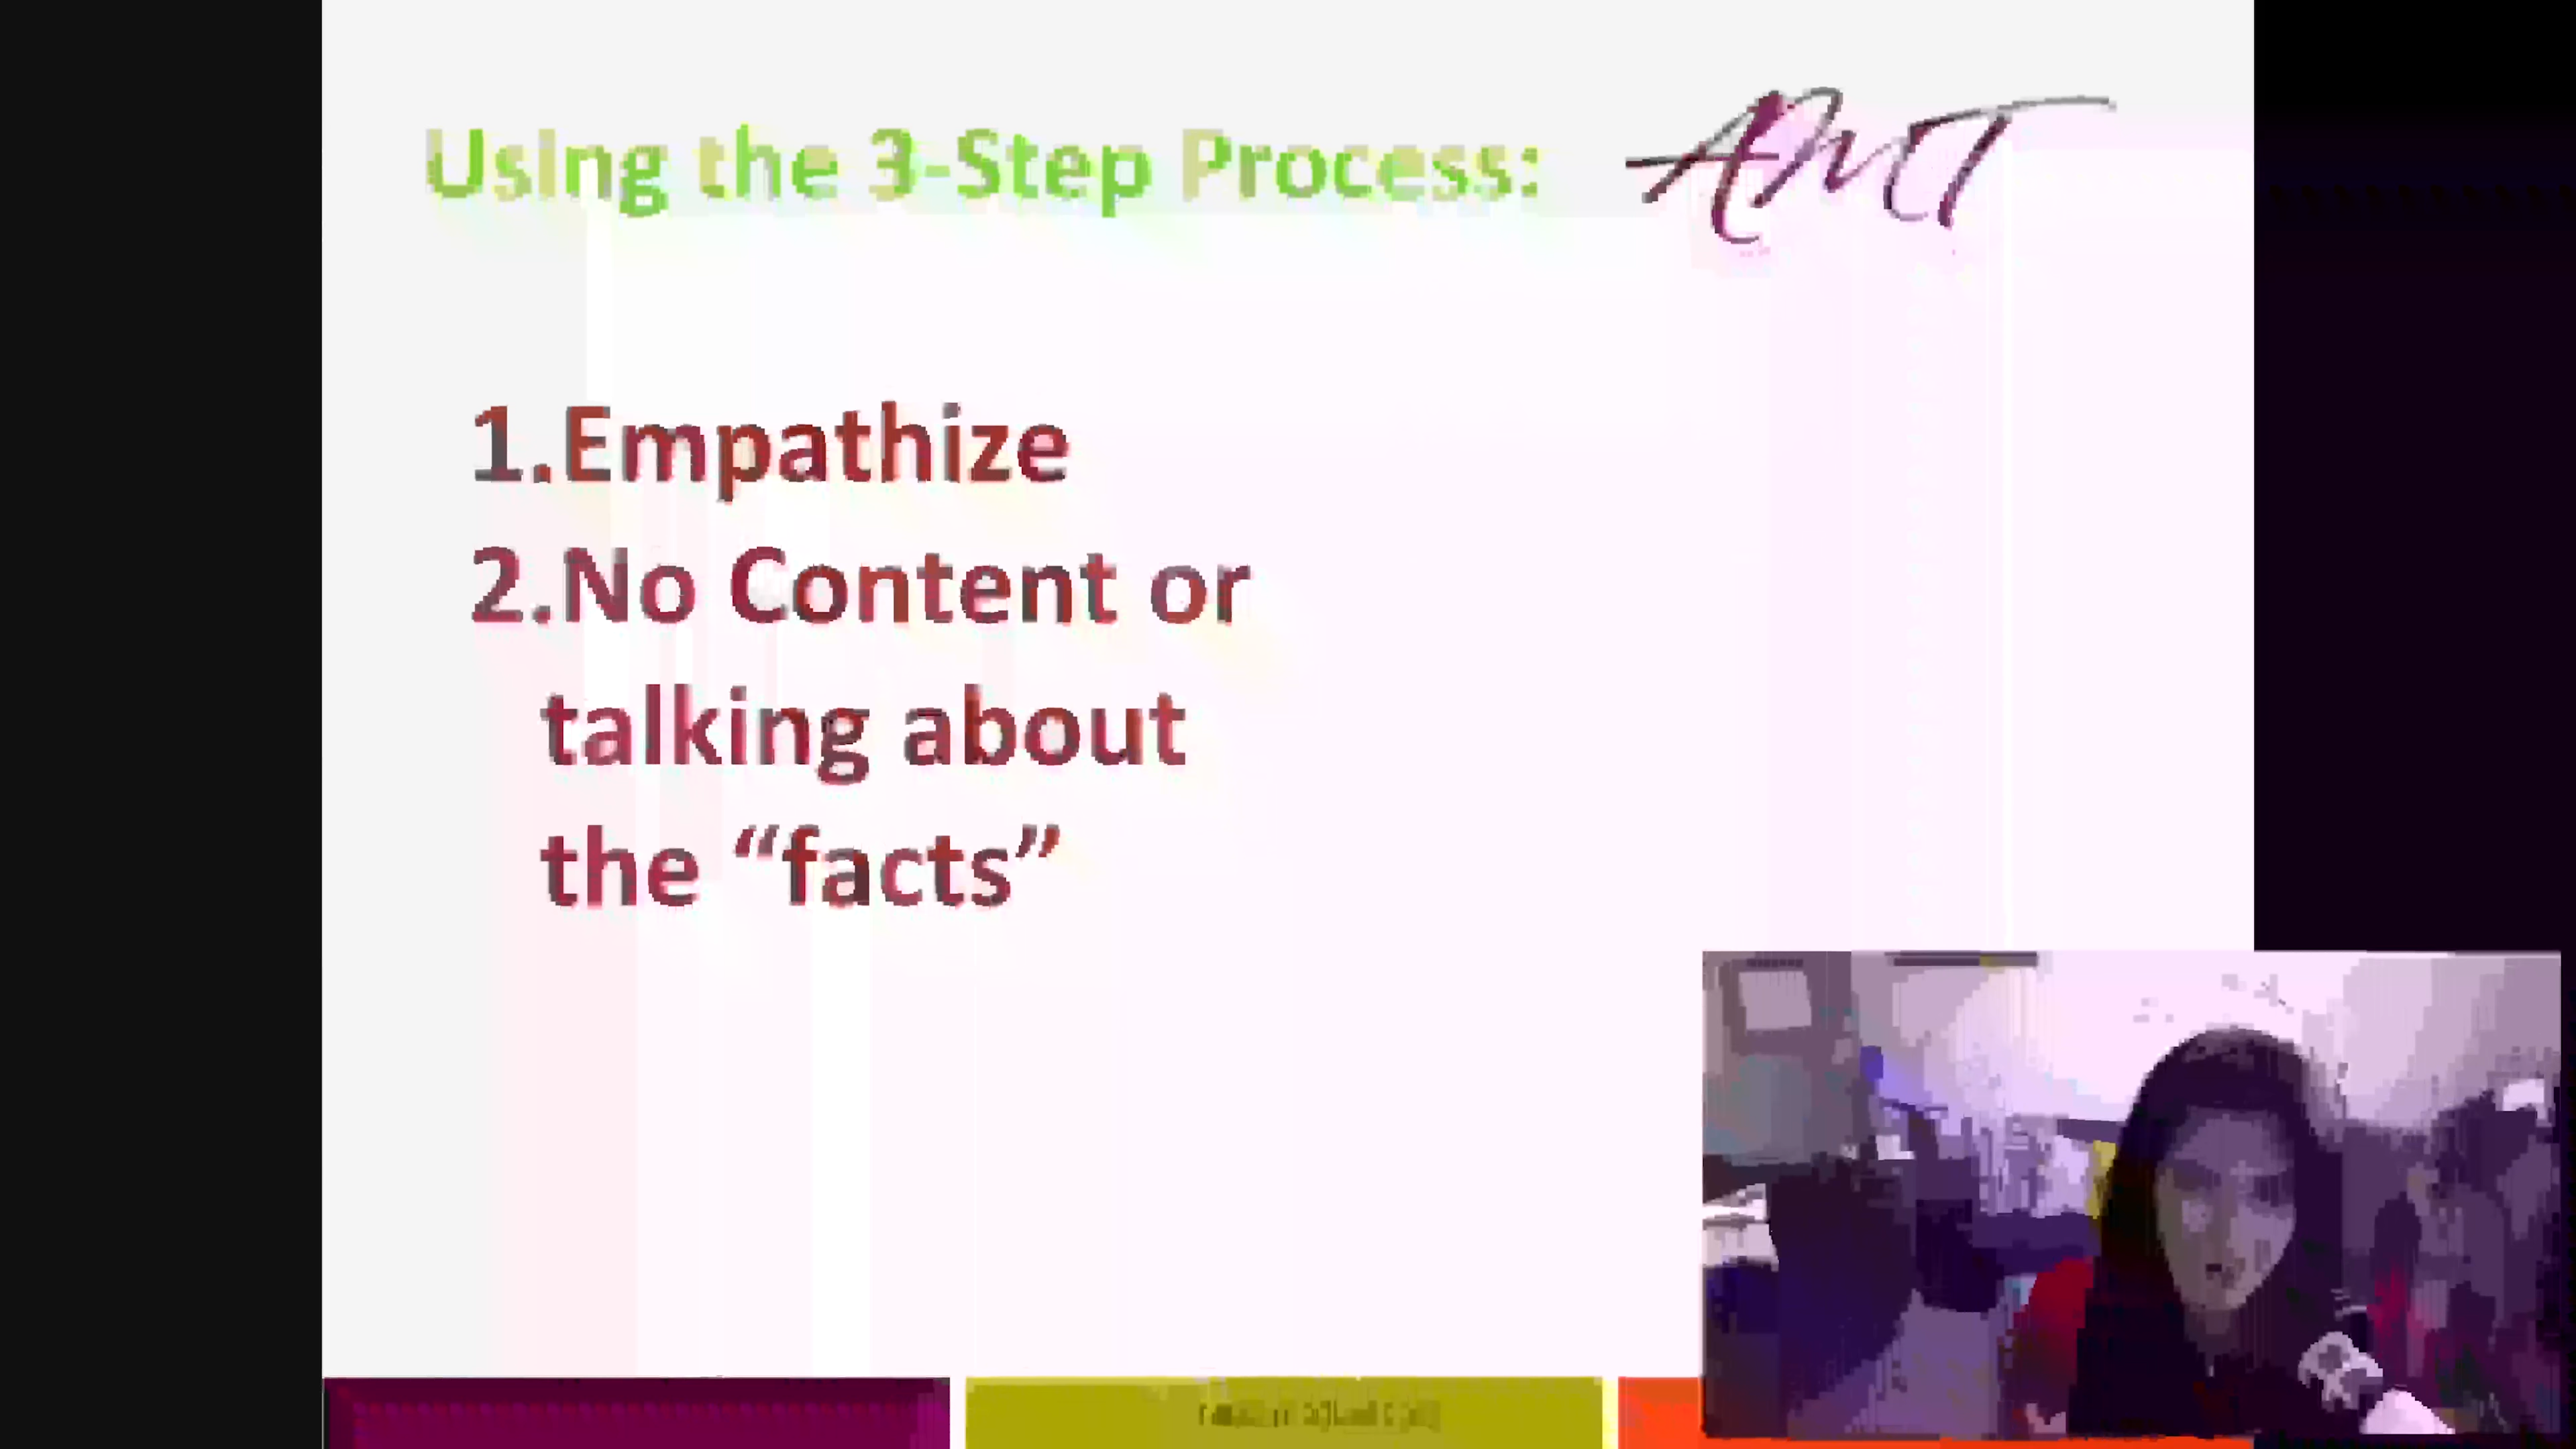 Using the 3-Step Process:
1.Empathize
2.No Content or
talking about
the “facts”